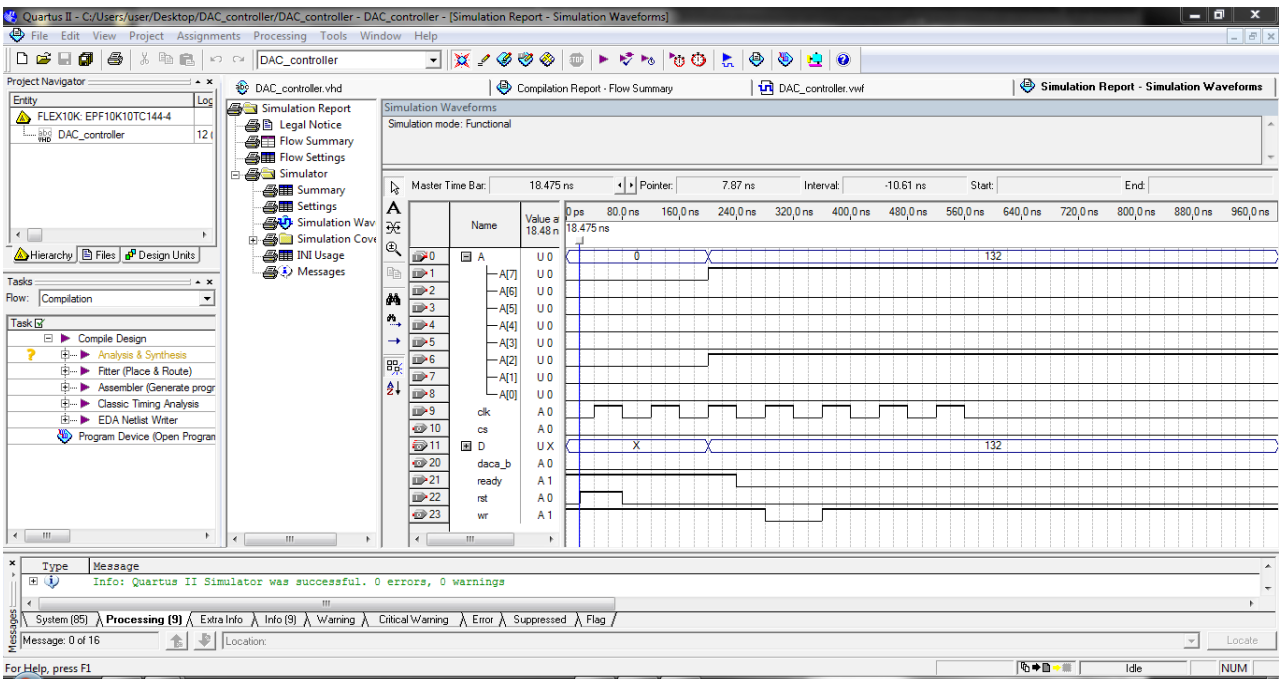 Quartus II - C:/Users/user/Desktop/DAC_controller/DAC_controller - DAC_controller - [Simulation Report - Simulation Waveforms]
File Edit View Project Assignments Processing Tools Window Help
DAC_controller
Project Navigator
Entity Loc
FLEX10K: EPF10K10TC144-4
DAC_controller 12 (
Hierarchy Files Design Units
Tasks
Flow: Compilation
Task
Compile Design
Analysis & Synthesis
Fitter (Place & Route)
Assembler (Generate progr
Classic Timing Analysis
EDA Netlist Writer
Program Device (Open Program
DAC_controller.vhd
Compilation Report - Flow Summary
DAC_controller.vwf
Simulation Report - Simulation Waveforms
Simulation Report
Legal Notice
Flow Summary
Flow Settings
Simulator
Summary
Settings
Simulation Wav
Simulation Cove
INI Usage
Messages
Simulation Waveforms
Simulation mode: Functional
Master Time Bar: 18.475 ns Pointer: 7.87 ns Interval: -10.61 ns Start: End:
Name Value a 18.48 n
0 ps 80.0 ns 160.0 ns 240.0 ns 320.0 ns 400.0 ns 480.0 ns 560.0 ns 640.0 ns 720.0 ns 800.0 ns 880.0 ns 960.0 ns
18.475 ns
0 A U 0 0 132
1 A[7] U 0
2 A[6] U 0
3 A[5] U 0
4 A[4] U 0
5 A[3] U 0
6 A[2] U 0
7 A[1] U 0
8 A[0] U 0
9 clk A 0
10 cs A 0
11 D U X X 132
20 daca_b A 0
21 ready A 1
22 rst A 0
23 wr A 1
Messages
Type Message
Info: Quartus II Simulator was successful. 0 errors, 0 warnings
System (85) Processing (9) Extra Info Info (9) Warning Critical Warning Error Suppressed Flag
Message: 0 of 16 Location: Locate
For Help, press F1 Idle NUM